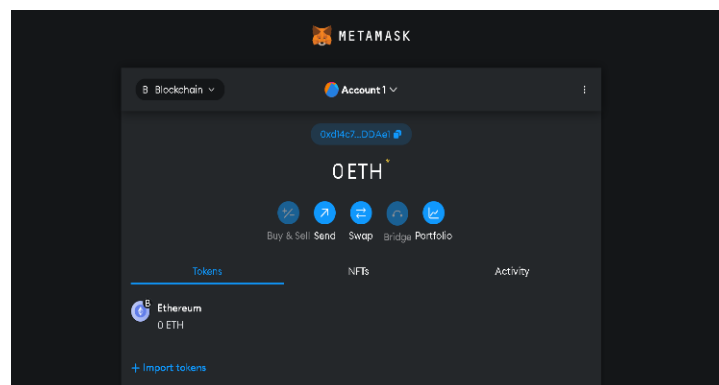 METAMASK
B Blockchain
Account 1
0xd14c7...DDAe1
0 ETH*
Buy & Sell Send Swap Bridge Portfolio
Tokens NFTs Activity
B
Ethereum
0 ETH
+ Import tokens